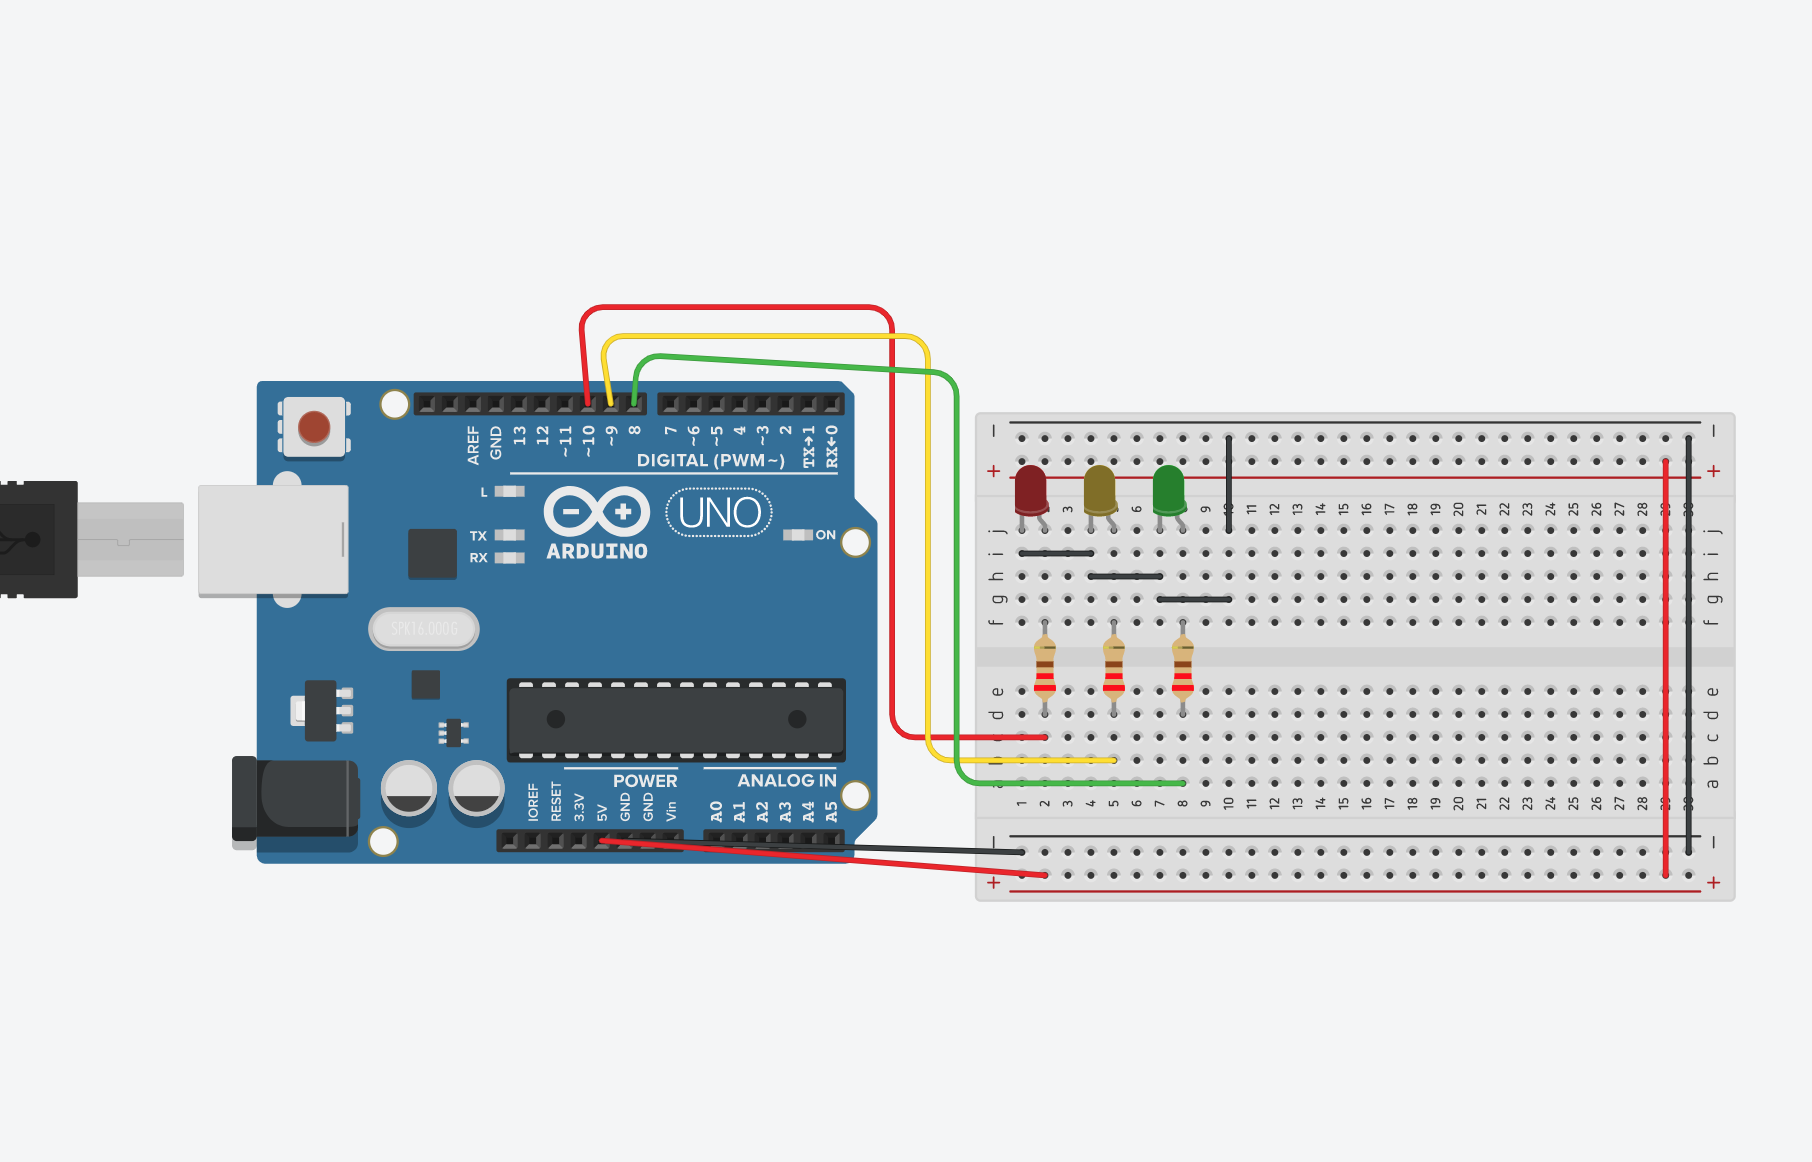 AREF
GND
13
12
~11
~10
~9
8
7
~6
~5
4
~3
2
TX→1
RX←0
DIGITAL (PWM~)
L
TX
RX
UNO
ON
ARDUINO
SPK16.000G
POWER
ANALOG IN
IOREF
RESET
3.3V
5V
GND
GND
Vin
A0
A1
A2
A3
A4
A5
− −
+ +
3 6 9 11 12 13 14 15 16 17 18 19 20 21 22 23 24 25 26 27 28
j j
i i
h h
g g
f f
e e
d d
c
b
a
1 2 3 4 5 6 7 8 9 10 11 12 13 14 15 16 17 18 19 20 21 22 23 24 25 26 27 28
− −
+ +